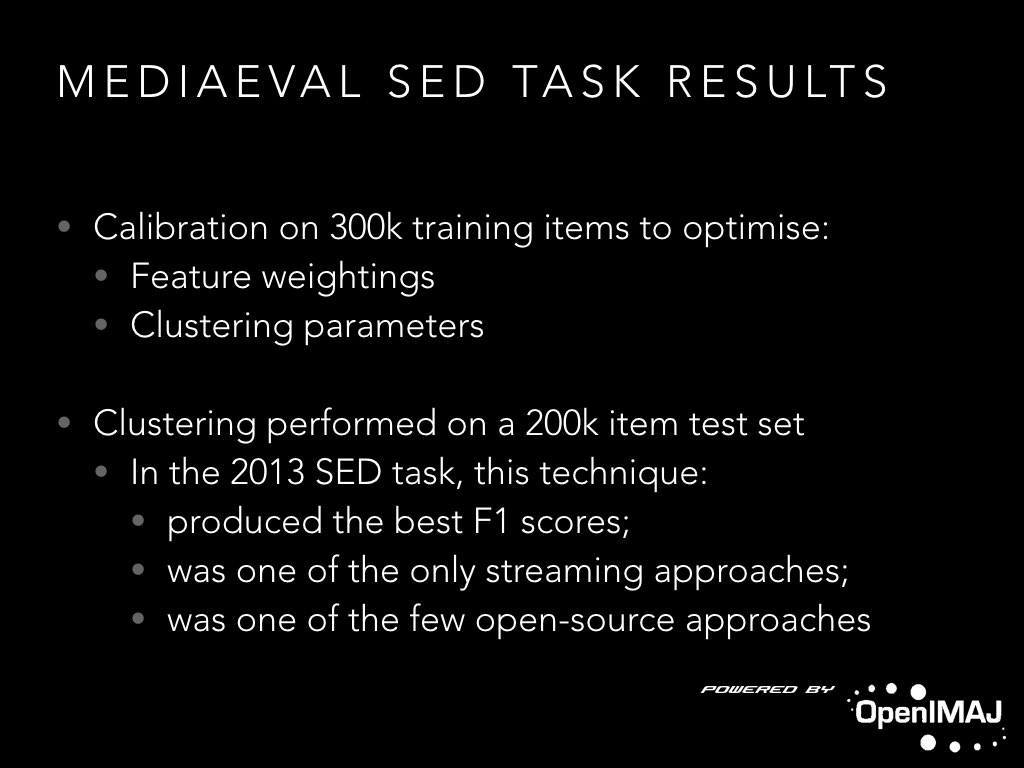 MEDIAEVAL SED TASK RESULTS
• Calibration on 300k training items to optimise:
• Feature weightings
• Clustering parameters
• Clustering performed on a 200k item test set
• In the 2013 SED task, this technique:
• produced the best F1 scores;
• was one of the only streaming approaches;
• was one of the few open-source approaches
POWERED BY
OpenIMAJ